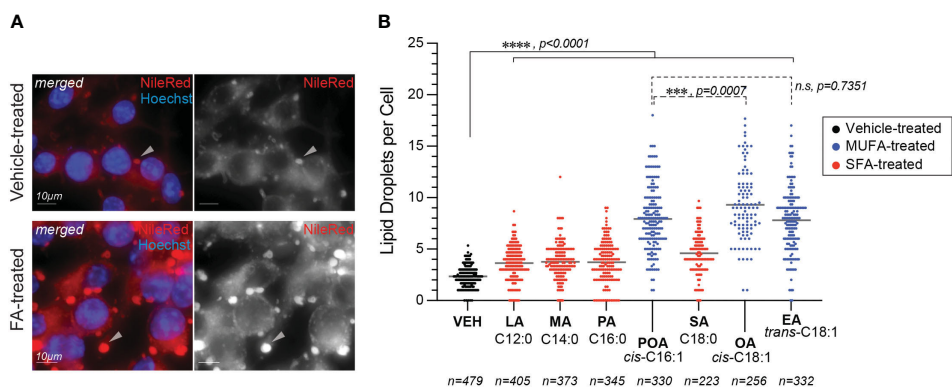 A
B
Vehicle-treated
merged
NileRed
Hoechst
10μm
NileRed
FA-treated
merged
NileRed
Hoechst
10μm
NileRed
Lipid Droplets per Cell
25
20
15
10
5
0
****, p<0.0001
***, p=0.0007
n.s, p=0.7351
Vehicle-treated
MUFA-treated
SFA-treated
VEH
LA
C12:0
MA
C14:0
PA
C16:0
POA
cis-C16:1
SA
C18:0
OA
cis-C18:1
EA
trans-C18:1
n=479
n=405
n=373
n=345
n=330
n=223
n=256
n=332